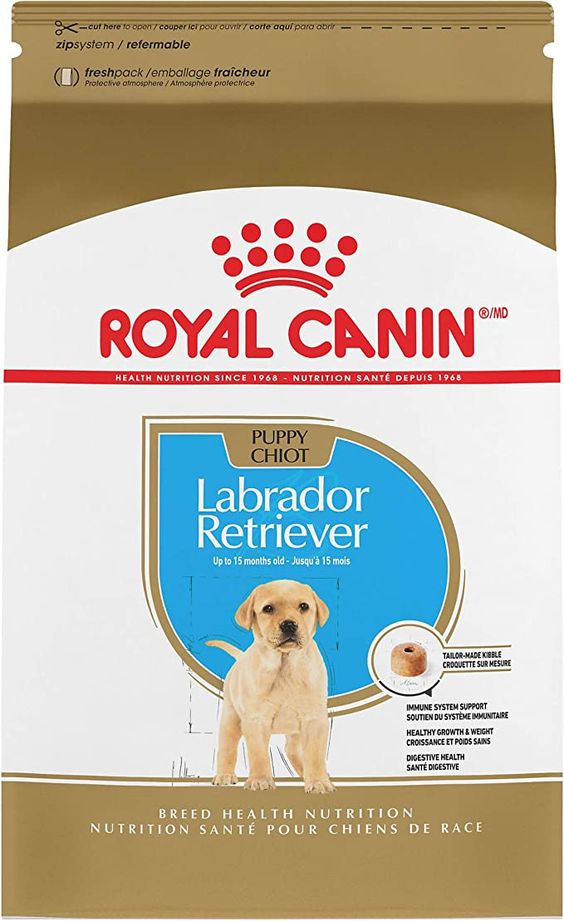 cut here to open / couper ici pour ouvrir / corte aquí para abrir
zipsystem / refermable
freshpack / emballage fraîcheur
Protective atmosphere / Atmosphère protectrice
ROYAL CANIN®/MD
HEALTH NUTRITION SINCE 1968 - NUTRITION SANTÉ DEPUIS 1968
PUPPY
CHIOT
Labrador
Retriever
Up to 15 months old - Jusqu'à 15 mois
TAILOR-MADE KIBBLE
CROQUETTE SUR MESURE
IMMUNE SYSTEM SUPPORT
SOUTIEN DU SYSTÈME IMMUNITAIRE
HEALTHY GROWTH & WEIGHT
CROISSANCE ET POIDS SAINS
DIGESTIVE HEALTH
SANTÉ DIGESTIVE
BREED HEALTH NUTRITION
NUTRITION SANTÉ POUR CHIENS DE RACE